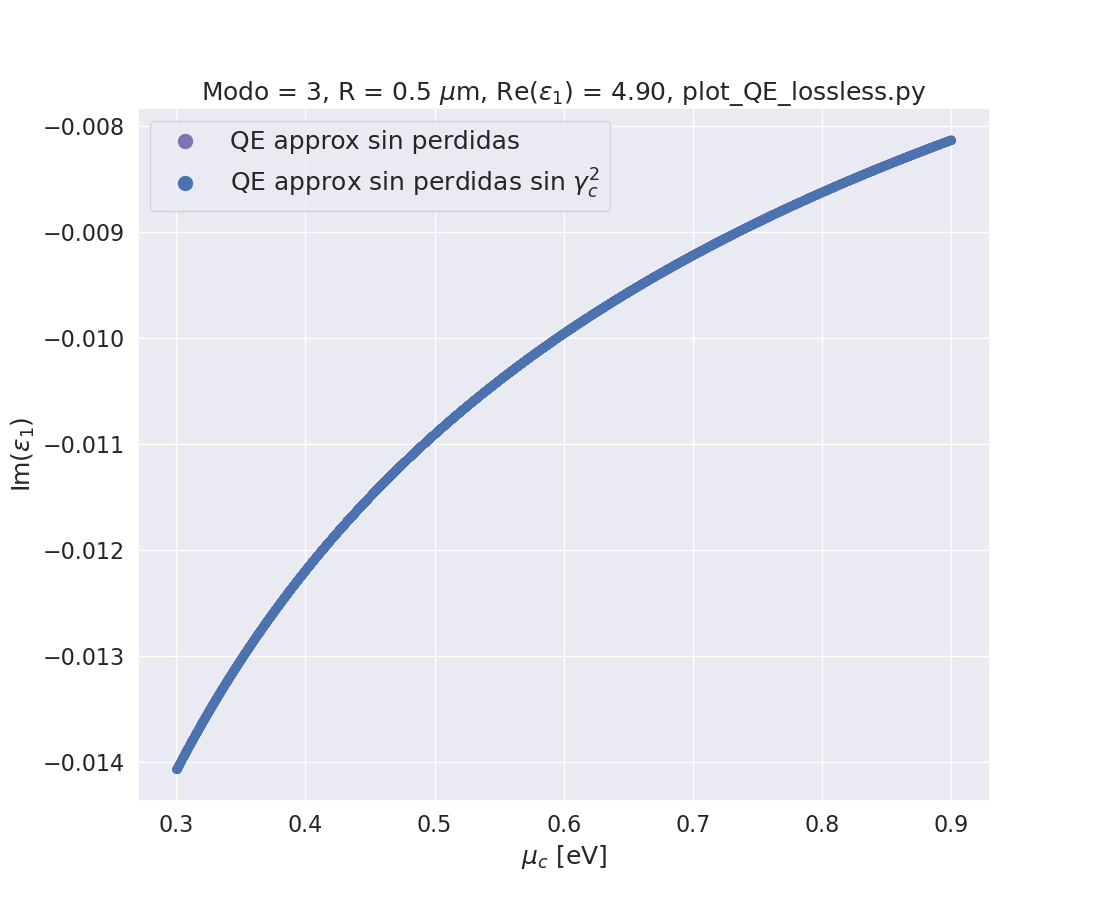 Modo = 3, R = 0.5 μm, Re(ε₁) = 4.90, plot_QE_lossless.py
QE approx sin perdidas
QE approx sin perdidas sin γ_c^2
−0.008
−0.009
−0.010
−0.011
−0.012
−0.013
−0.014
Im(ε₁)
0.3 0.4 0.5 0.6 0.7 0.8 0.9
μ_c [eV]